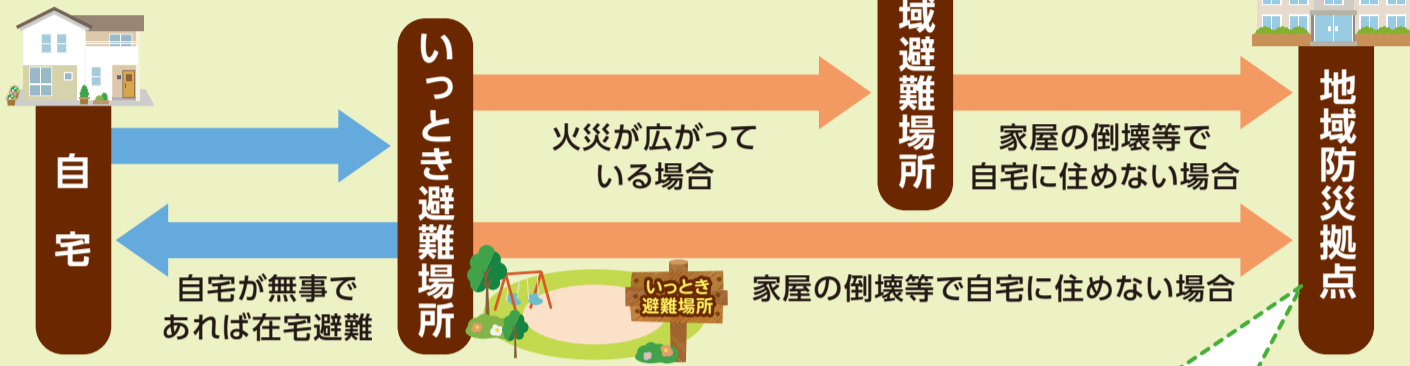 自宅
いっとき避難場所
火災が広がって
いる場合
域避難場所
家屋の倒壊等で
自宅に住めない場合
地域防災拠点
自宅が無事で
あれば在宅避難
いっとき
避難場所
家屋の倒壊等で自宅に住めない場合